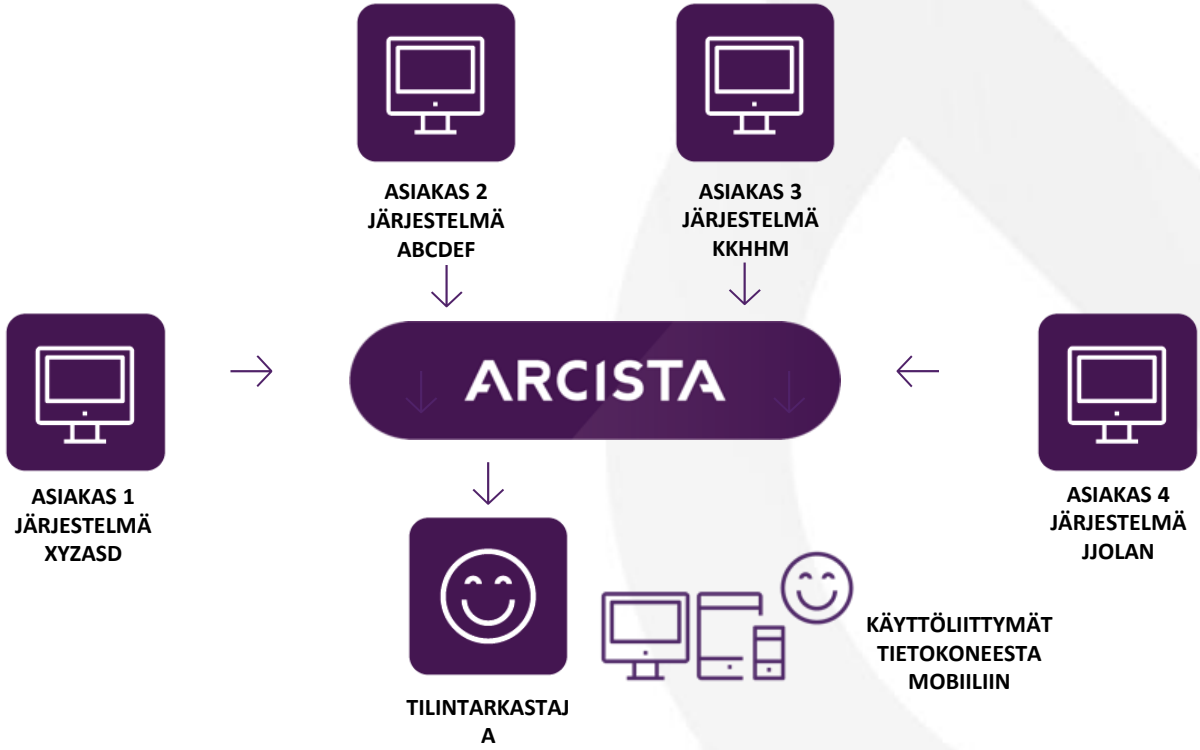 ASIAKAS 2
JÄRJESTELMÄ
ABCDEF
ASIAKAS 3
JÄRJESTELMÄ
KKHHM
ARCISTA
ASIAKAS 1
JÄRJESTELMÄ
XYZASD
ASIAKAS 4
JÄRJESTELMÄ
JJOLAN
TILINTARKASTAJ
A
KÄYTTÖLIITTYMÄT
TIETOKONEESTA
MOBIILIIN